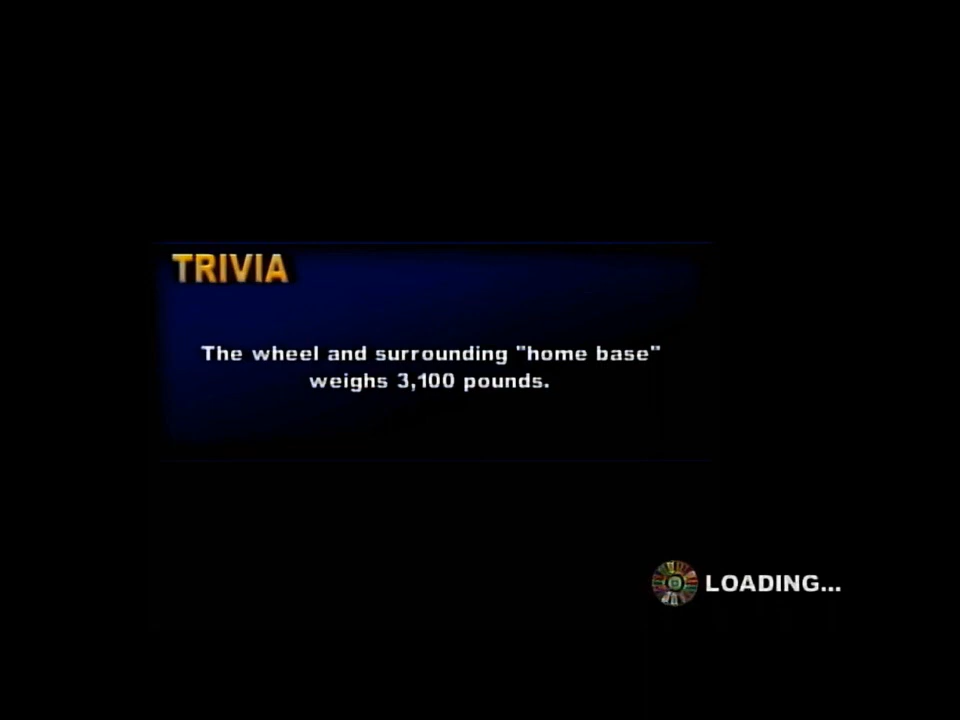 TRIVIA
The wheel and surrounding "home base"
weighs 3,100 pounds.
LOADING...